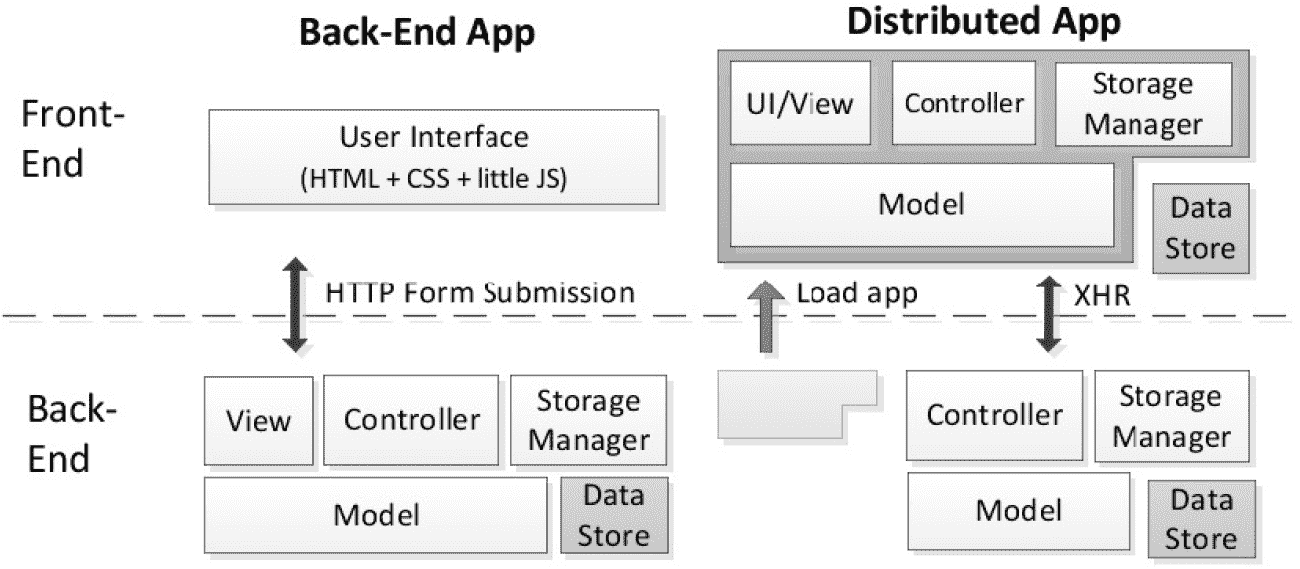 Back-End App
Distributed App
Front-
End
User Interface
(HTML + CSS + little JS)
UI/View
Controller
Storage
Manager
Model
Data
Store
HTTP Form Submission
Load app
XHR
Back-
End
View
Controller
Storage
Manager
Model
Data
Store
Controller
Storage
Manager
Model
Data
Store